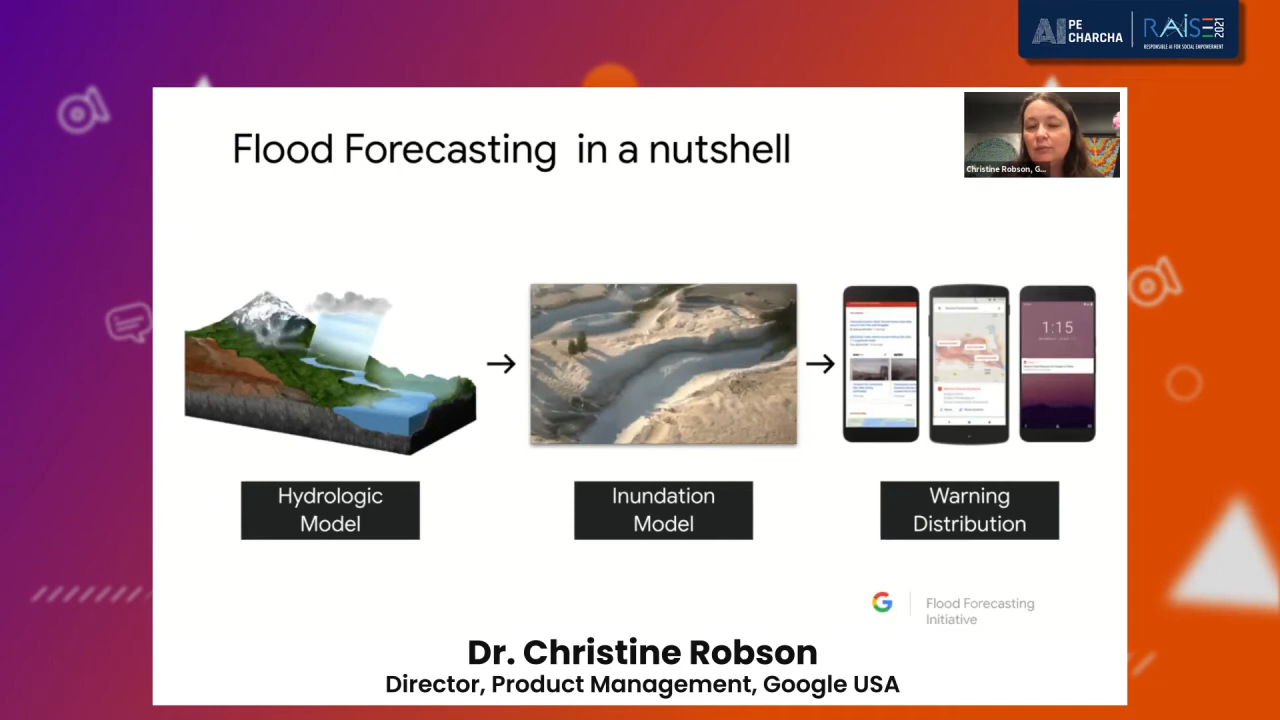 AI PE CHARCHA
RAISE 2021
RESPONSIBLE AI FOR SOCIAL EMPOWERMENT
Flood Forecasting in a nutshell
Christine Robson, G...
1:15
Hydrologic
Model
Inundation
Model
Warning
Distribution
G
Flood Forecasting
Initiative
Dr. Christine Robson
Director, Product Management, Google USA